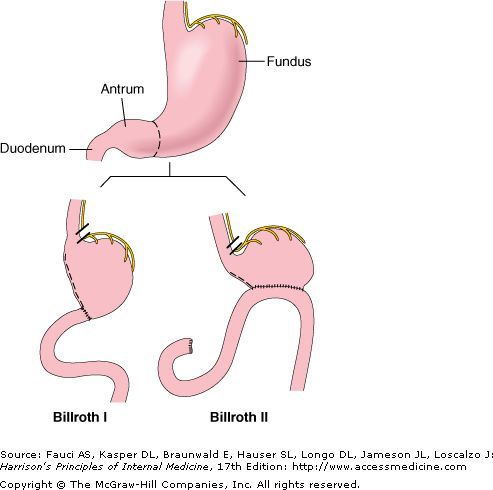 Fundus
Antrum
Duodenum
Billroth I
Billroth II
Source: Fauci AS, Kasper DL, Braunwald E, Hauser SL, Longo DL, Jameson JL, Loscalzo J:
Harrison's Principles of Internal Medicine, 17th Edition: http://www.accessmedicine.com
Copyright © The McGraw-Hill Companies, Inc. All rights reserved.